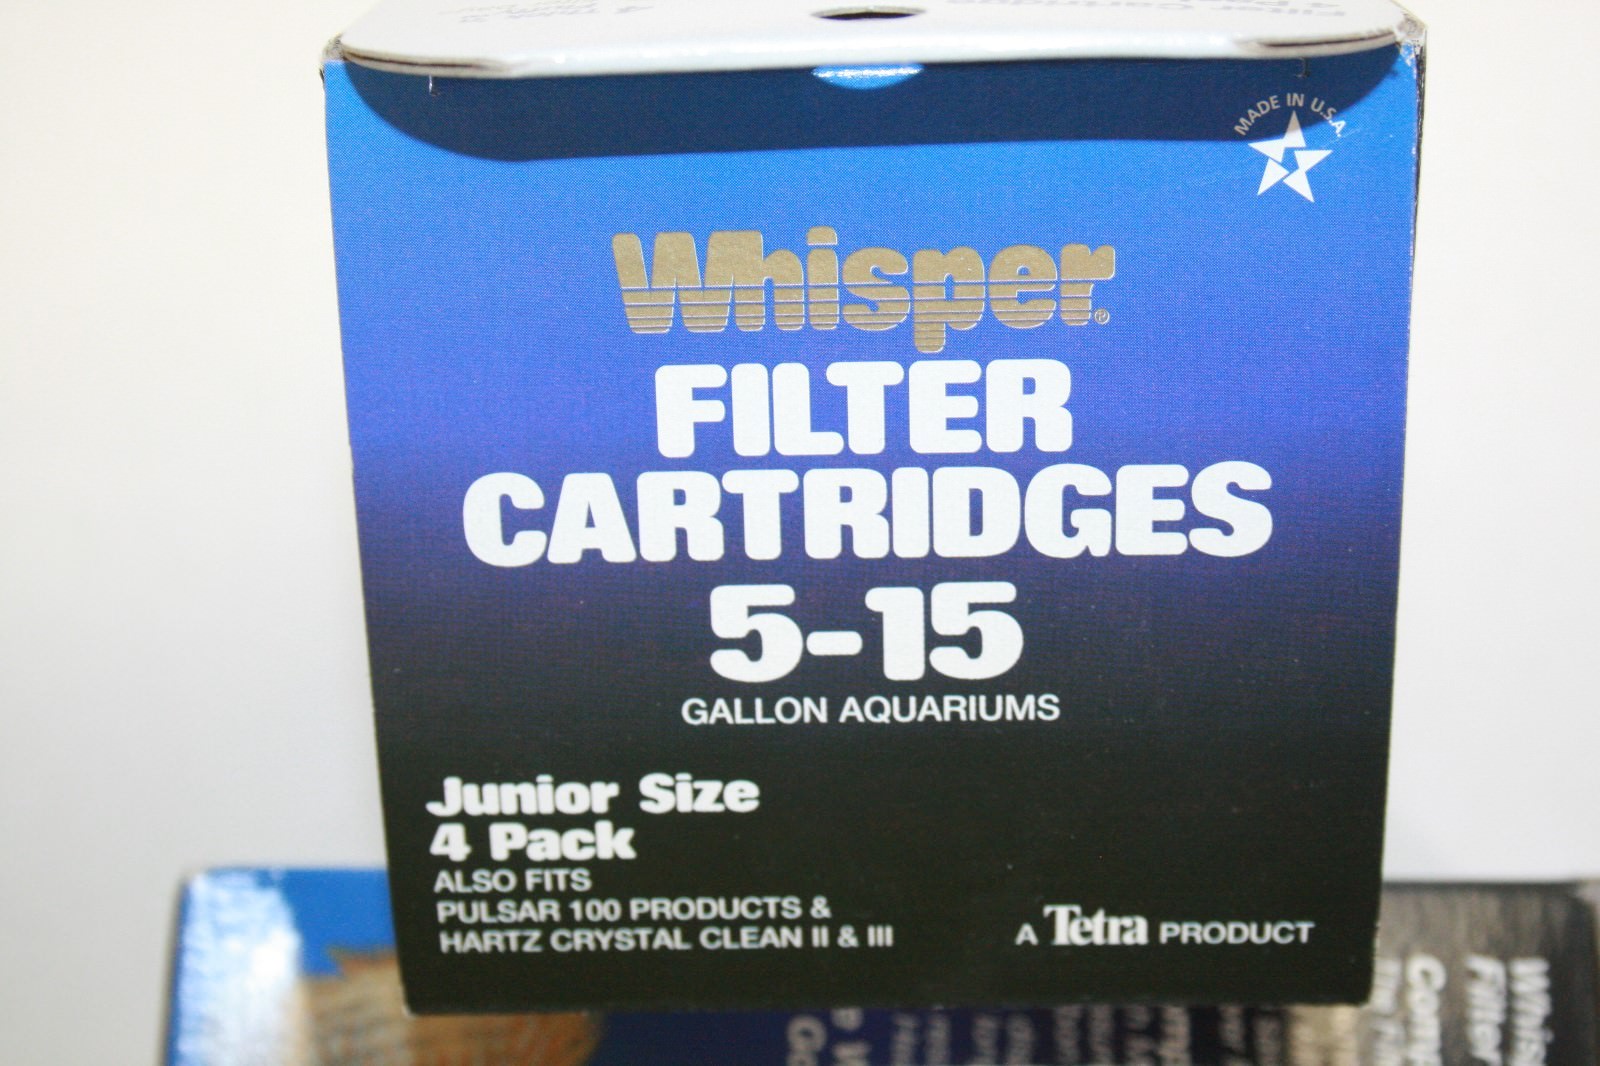 MADE IN U.S.A.
Whisper®
FILTER
CARTRIDGES
5-15
GALLON AQUARIUMS
Junior Size
4 Pack
ALSO FITS
PULSAR 100 PRODUCTS &
HARTZ CRYSTAL CLEAN II & III
A Tetra PRODUCT
Filter